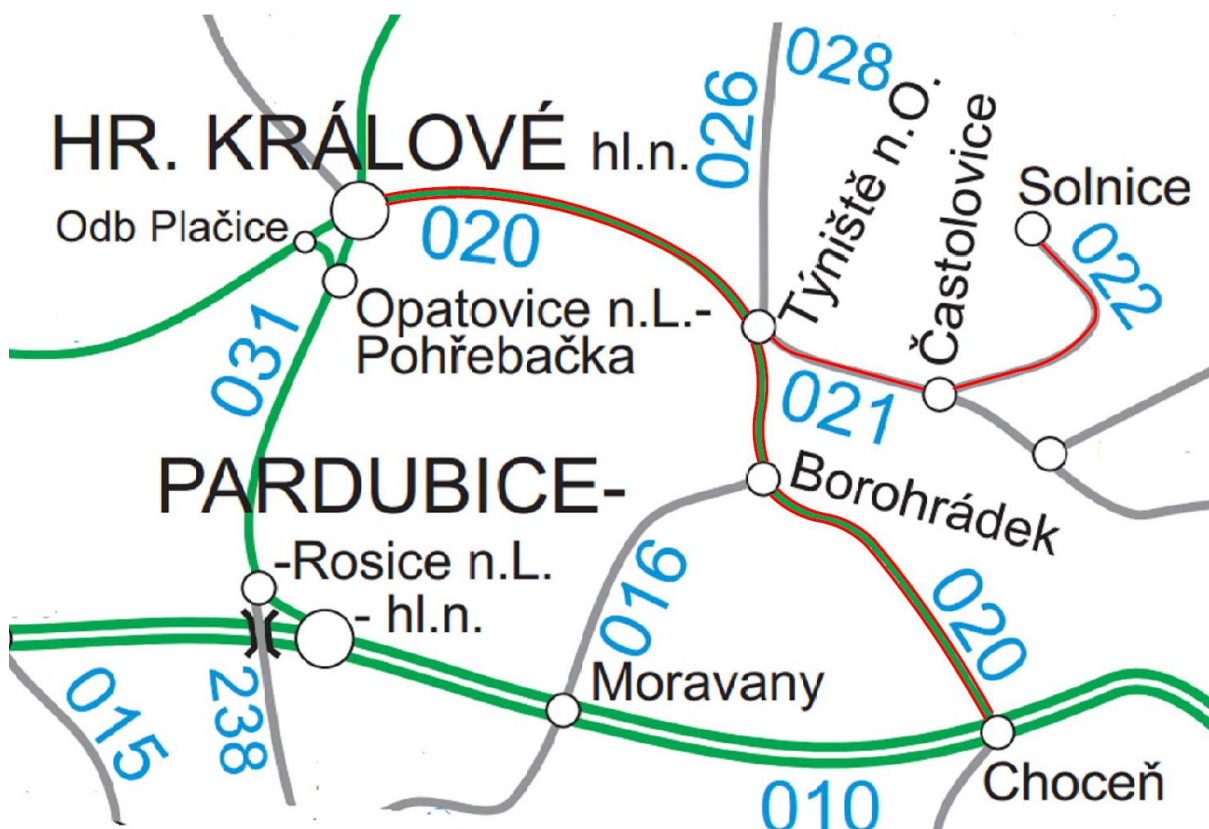 028
026
HR. KRÁLOVÉ hl.n.
Týniště n.O.
Častolovice
Solnice
Odb Plačice
020
022
Opatovice n.L.-
Pohřebačka
031
021
PARDUBICE-
Borohrádek
-Rosice n.L.
016
- hl.n.
020
Moravany
015
238
Choceň
010